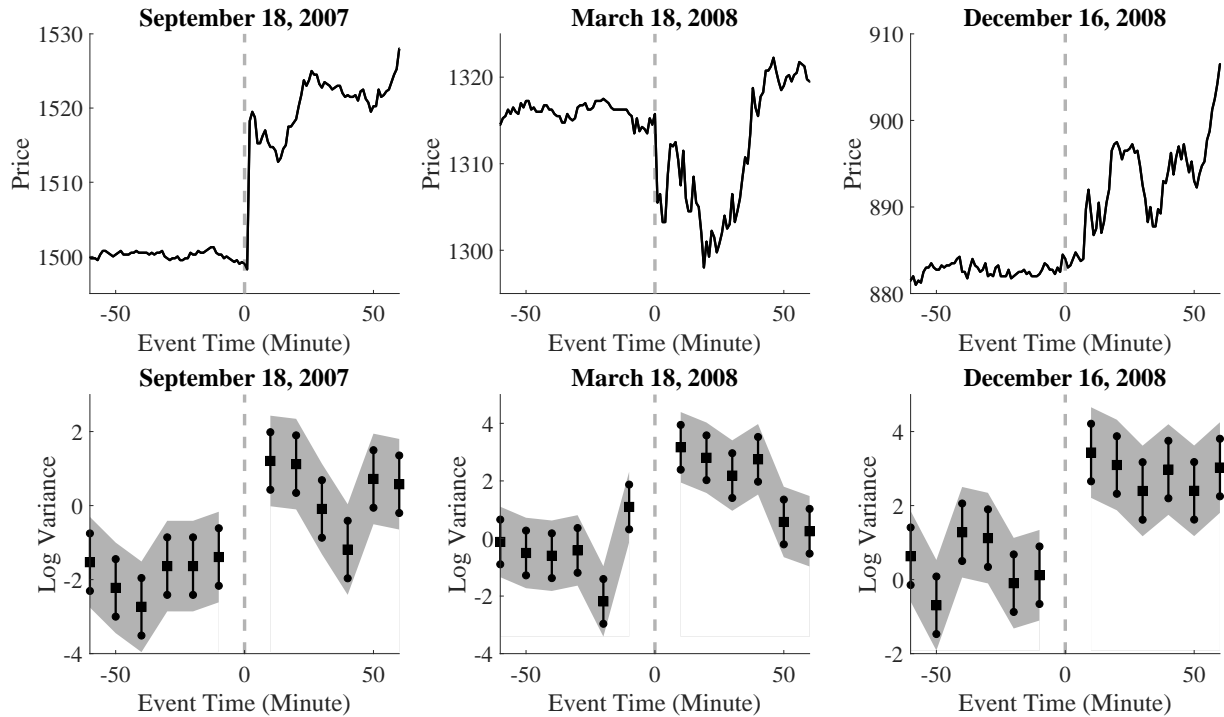 September 18, 2007
March 18, 2008
December 16, 2008
1530
1520
1510
1500
Price
-50
0
50
Event Time (Minute)
1320
1300
Price
-50
0
50
Event Time (Minute)
910
900
890
880
Price
-50
0
50
Event Time (Minute)
September 18, 2007
March 18, 2008
December 16, 2008
2
0
-2
-4
Log Variance
-50
0
50
Event Time (Minute)
4
2
0
-2
-4
Log Variance
-50
0
50
Event Time (Minute)
4
2
0
-2
Log Variance
-50
0
50
Event Time (Minute)